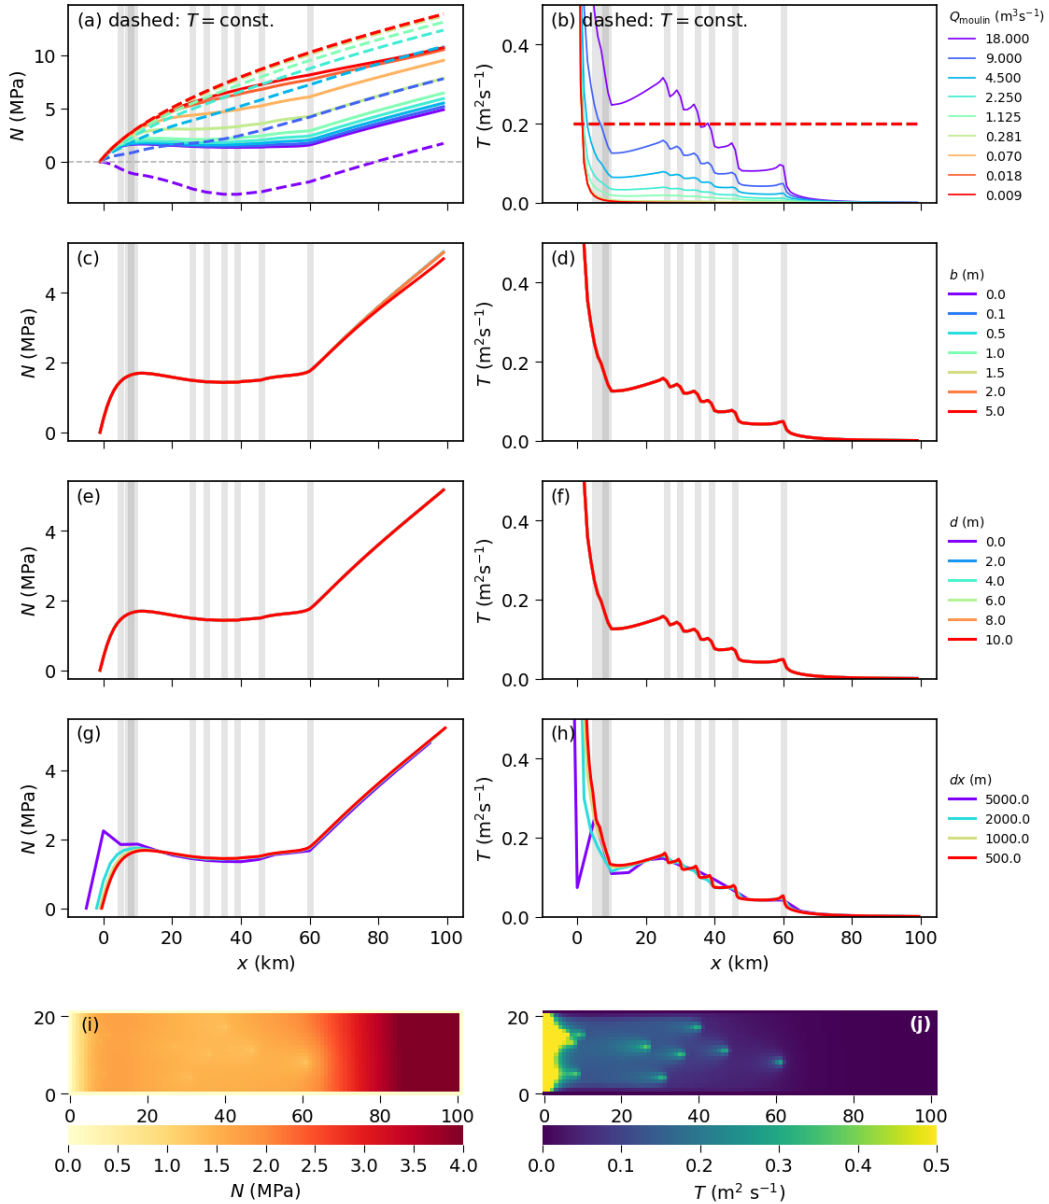 (a) dashed: T = const.
N (MPa)
10
5
0
(b) dashed: T = const.
T (m²s⁻¹)
0.4
0.2
0.0
Q_moulin (m³s⁻¹)
18.000
9.000
4.500
2.250
1.125
0.281
0.070
0.018
0.009
(c)
N (MPa)
4
2
0
(d)
T (m²s⁻¹)
0.4
0.2
0.0
b (m)
0.0
0.1
0.5
1.0
1.5
2.0
5.0
(e)
N (MPa)
4
2
0
(f)
T (m²s⁻¹)
0.4
0.2
0.0
d (m)
0.0
2.0
4.0
6.0
8.0
10.0
(g)
N (MPa)
4
2
0
0 20 40 60 80 100
x (km)
(h)
T (m²s⁻¹)
0.4
0.2
0.0
0 20 40 60 80 100
x (km)
dx (m)
5000.0
2000.0
1000.0
500.0
(i)
20
0
0 20 40 60 80 100
0.0 0.5 1.0 1.5 2.0 2.5 3.0 3.5 4.0
N (MPa)
(j)
20
0
0 20 40 60 80 100
0.0 0.1 0.2 0.3 0.4 0.5
T (m² s⁻¹)